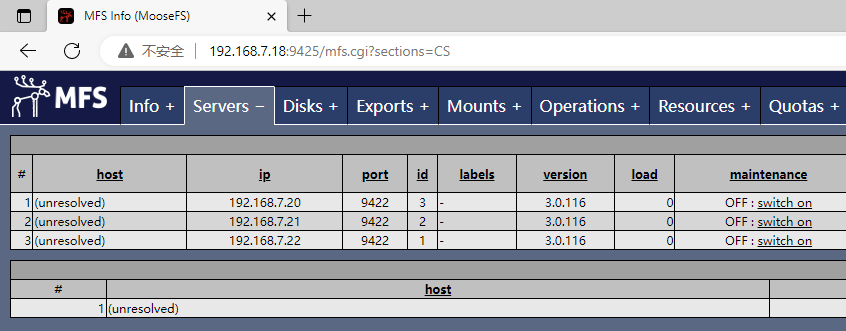 MFS Info (MooseFS)
不安全 192.168.7.18:9425/mfs.cgi?sections=CS
MFS Info + Servers − Disks + Exports + Mounts + Operations + Resources + Quotas +
# host ip port id labels version load maintenance
1 (unresolved) 192.168.7.20 9422 3 - 3.0.116 0 OFF : switch on
2 (unresolved) 192.168.7.21 9422 2 - 3.0.116 0 OFF : switch on
3 (unresolved) 192.168.7.22 9422 1 - 3.0.116 0 OFF : switch on
# host
1 (unresolved)